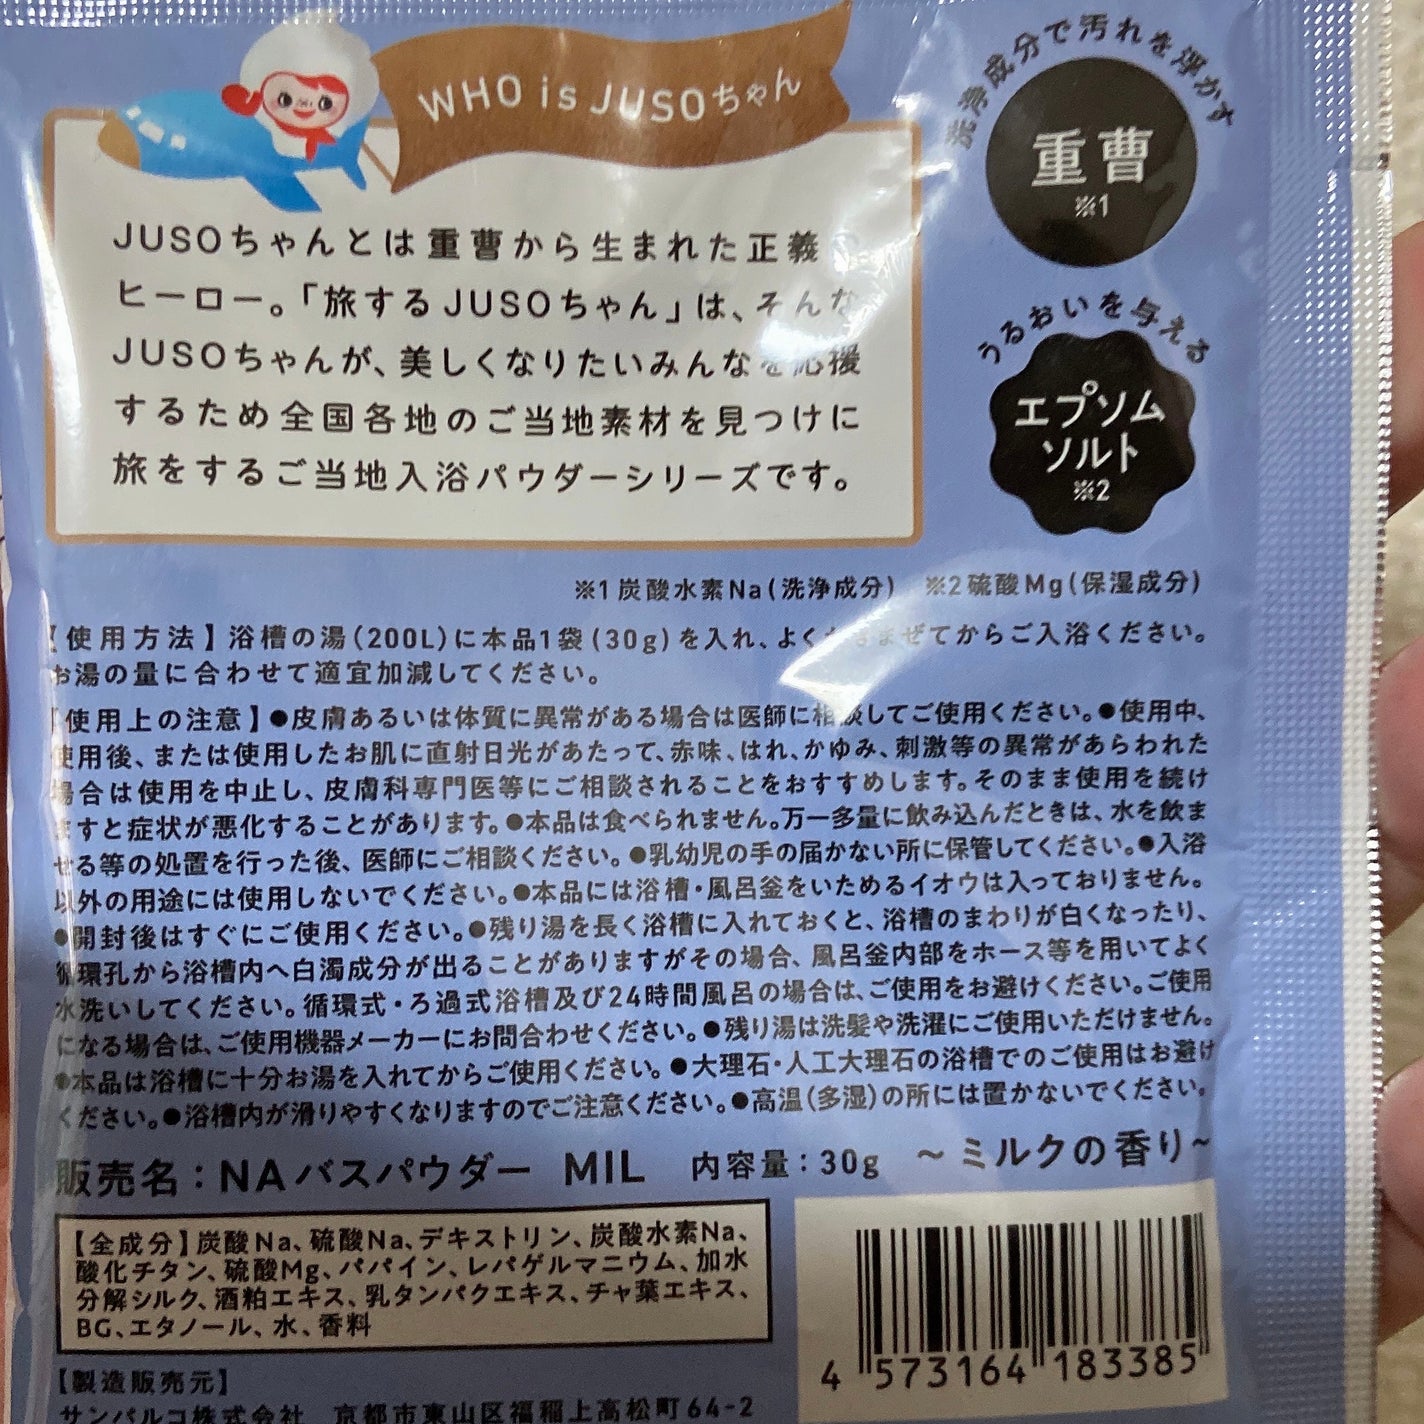 WHO is JUSOちゃん
JUSOちゃんとは重曹から生まれた正義
ヒーロー。「旅するJUSOちゃん」は、そんな
JUSOちゃんが、美しくなりたいみんなを応援
するため全国各地のご当地素材を見つけに
旅をするご当地入浴パウダーシリーズです。
洗浄成分で汚れを浮かす
重曹
※1
うるおいを与える
エプソム
ソルト
※2
※1炭酸水素Na(洗浄成分) ※2硫酸Mg(保湿成分)
【使用方法】浴槽の湯(200L)に本品1袋(30g)を入れ、よくかきまぜてからご入浴ください。
お湯の量に合わせて適宜加減してください。
【使用上の注意】●皮膚あるいは体質に異常がある場合は医師に相談してご使用ください。●使用中、
使用後、または使用したお肌に直射日光があたって、赤味、はれ、かゆみ、刺激等の異常があらわれた
場合は使用を中止し、皮膚科専門医等にご相談されることをおすすめします。そのまま使用を続け
ますと症状が悪化することがあります。●本品は食べられません。万一多量に飲み込んだときは、水を飲ま
せる等の処置を行った後、医師にご相談ください。●乳幼児の手の届かない所に保管してください。●入浴
以外の用途には使用しないでください。●本品には浴槽・風呂釜をいためるイオウは入っておりません。
●開封後はすぐにご使用ください。●残り湯を長く浴槽に入れておくと、浴槽のまわりが白くなったり、
循環孔から浴槽内へ白濁成分が出ることがありますがその場合、風呂釜内部をホース等を用いてよく
水洗いしてください。循環式・ろ過式浴槽及び24時間風呂の場合は、ご使用をお避けください。ご使用
になる場合は、ご使用機器メーカーにお問合わせください。●残り湯は洗髪や洗濯にご使用いただけません。
●本品は浴槽に十分お湯を入れてからご使用ください。●大理石・人工大理石の浴槽でのご使用はお避け
ください。●浴槽内が滑りやすくなりますのでご注意ください。●高温(多湿)の所には置かないでください。
販売名：NAバスパウダー MIL 内容量：30g ～ミルクの香り～
【全成分】炭酸Na、硫酸Na、デキストリン、炭酸水素Na、
酸化チタン、硫酸Mg、パパイン、レパゲルマニウム、加水
分解シルク、酒粕エキス、乳タンパクエキス、チャ葉エキス、
BG、エタノール、水、香料
【製造販売元】
サンパルコ株式会社 京都市東山区福稲上高松町64-2
4 573164 183385